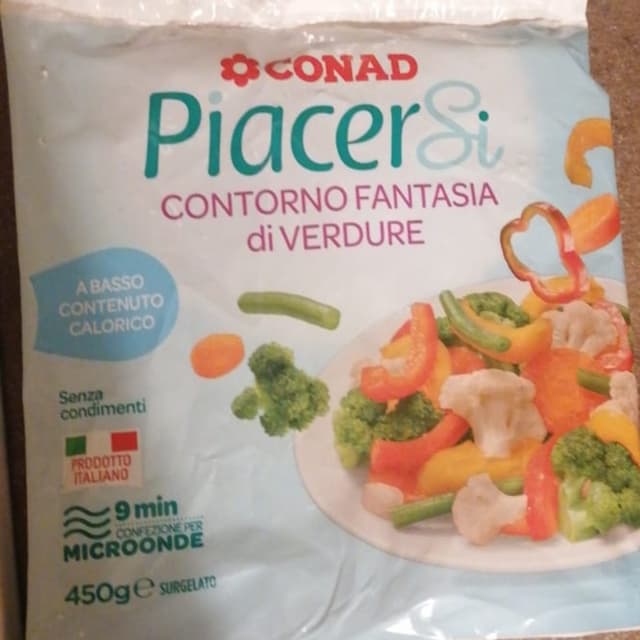 CONAD
PiacerSi
CONTORNO FANTASIA
di VERDURE
A BASSO
CONTENUTO
CALORICO
Senza
condimenti
PRODOTTO
ITALIANO
9 min
CONFEZIONE PER
MICROONDE
450g e SURGELATO